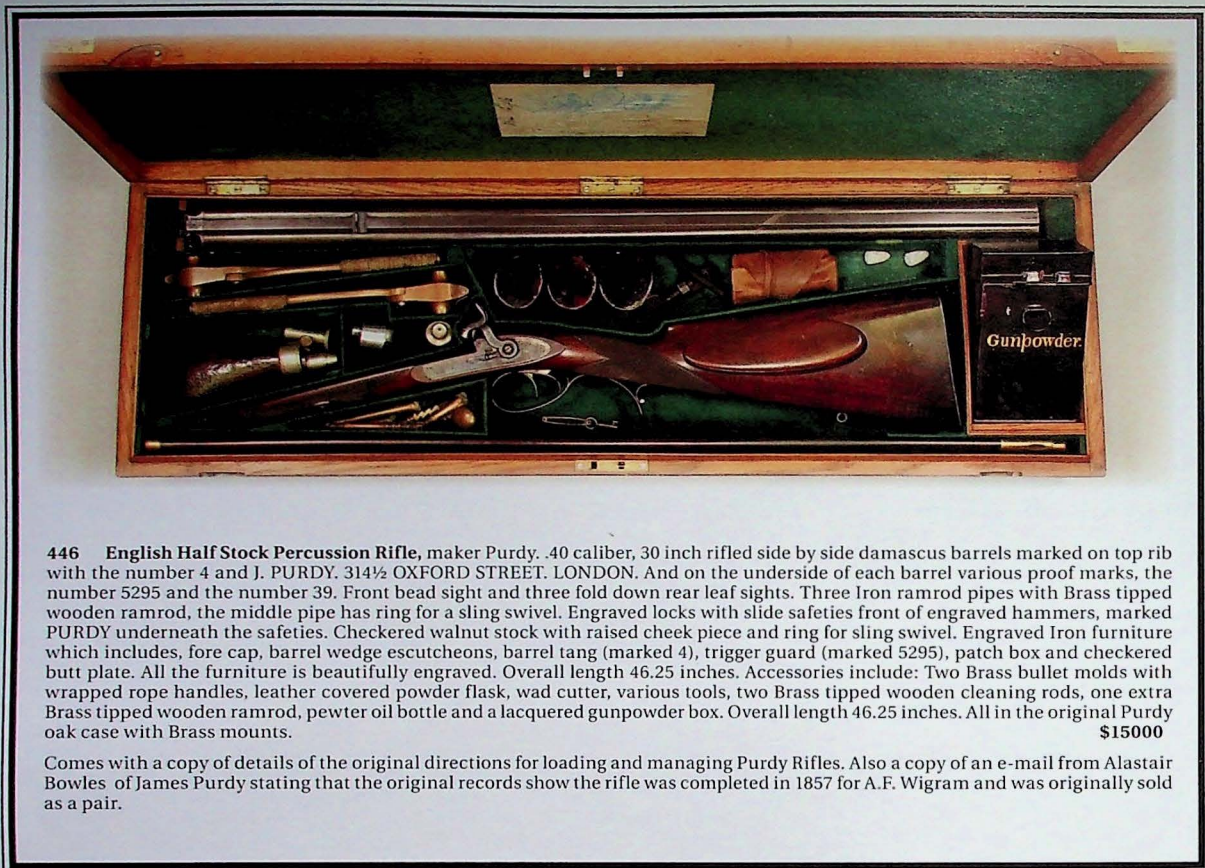 Gunpowder.
446 English Half Stock Percussion Rifle, maker Purdy. .40 caliber, 30 inch rifled side by side damascus barrels marked on top rib
with the number 4 and J. PURDY. 314½ OXFORD STREET. LONDON. And on the underside of each barrel various proof marks, the
number 5295 and the number 39. Front bead sight and three fold down rear leaf sights. Three Iron ramrod pipes with Brass tipped
wooden ramrod, the middle pipe has ring for a sling swivel. Engraved locks with slide safeties front of engraved hammers, marked
PURDY underneath the safeties. Checkered walnut stock with raised cheek piece and ring for sling swivel. Engraved Iron furniture
which includes, fore cap, barrel wedge escutcheons, barrel tang (marked 4), trigger guard (marked 5295), patch box and checkered
butt plate. All the furniture is beautifully engraved. Overall length 46.25 inches. Accessories include: Two Brass bullet molds with
wrapped rope handles, leather covered powder flask, wad cutter, various tools, two Brass tipped wooden cleaning rods, one extra
Brass tipped wooden ramrod, pewter oil bottle and a lacquered gunpowder box. Overall length 46.25 inches. All in the original Purdy
oak case with Brass mounts. $15000
Comes with a copy of details of the original directions for loading and managing Purdy Rifles. Also a copy of an e-mail from Alastair
Bowles of James Purdy stating that the original records show the rifle was completed in 1857 for A.F. Wigram and was originally sold
as a pair.